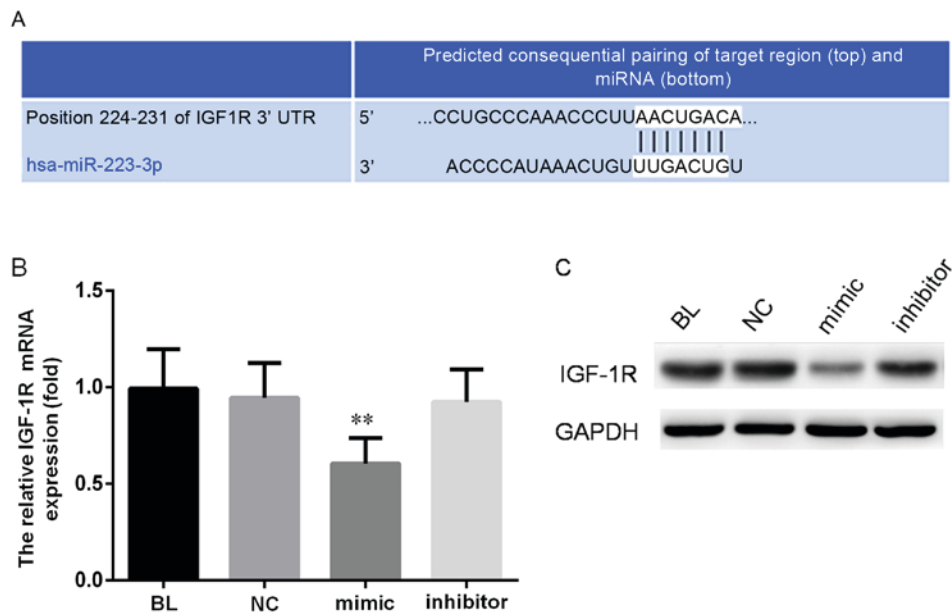 A
Predicted consequential pairing of target region (top) and
miRNA (bottom)
Position 224-231 of IGF1R 3' UTR 5' ...CCUGCCCAAACCCUUAACUGACA...
hsa-miR-223-3p 3' ACCCCAUAAACUGUUUGACUGU
B
The relative IGF-1R mRNA
expression (fold)
1.5
1.0
0.5
0.0
**
BL NC mimic inhibitor
C
BL NC mimic inhibitor
IGF-1R
GAPDH